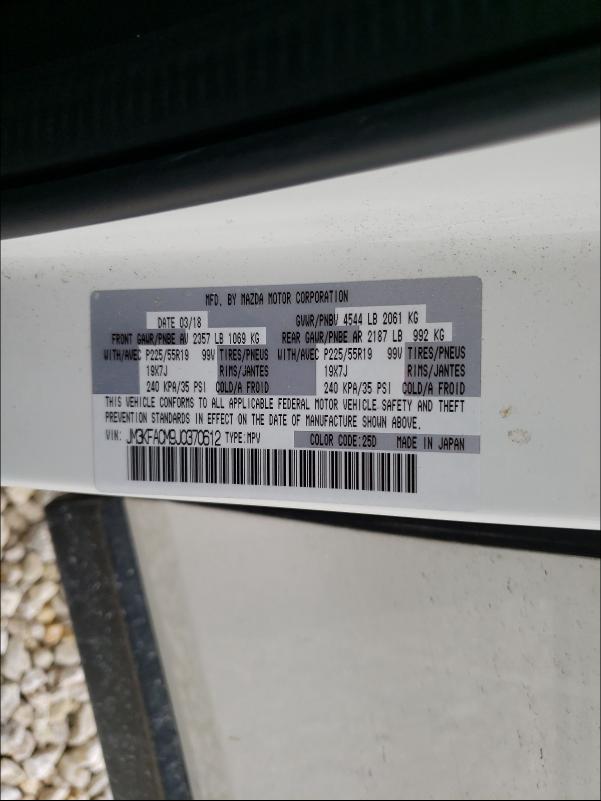 MFD. BY MAZDA MOTOR CORPORATION
DATE 03/18 GVWR/PNBV 4544 LB 2061 KG
FRONT GAWR/PNBE AV 2357 LB 1069 KG REAR GAWR/PNBE AR 2187 LB 992 KG
WITH/AVEC P225/55R19 99V TIRES/PNEUS WITH/AVEC P225/55R19 99V TIRES/PNEUS
19X7J RIMS/JANTES 19X7J RIMS/JANTES
240 KPA/35 PSI COLD/A FROID 240 KPA/35 PSI COLD/A FROID
THIS VEHICLE CONFORMS TO ALL APPLICABLE FEDERAL MOTOR VEHICLE SAFETY AND THEFT
PREVENTION STANDARDS IN EFFECT ON THE DATE OF MANUFACTURE SHOWN ABOVE.
VIN: JM3KFACM9J0370612 TYPE:MPV COLOR CODE:25D MADE IN JAPAN